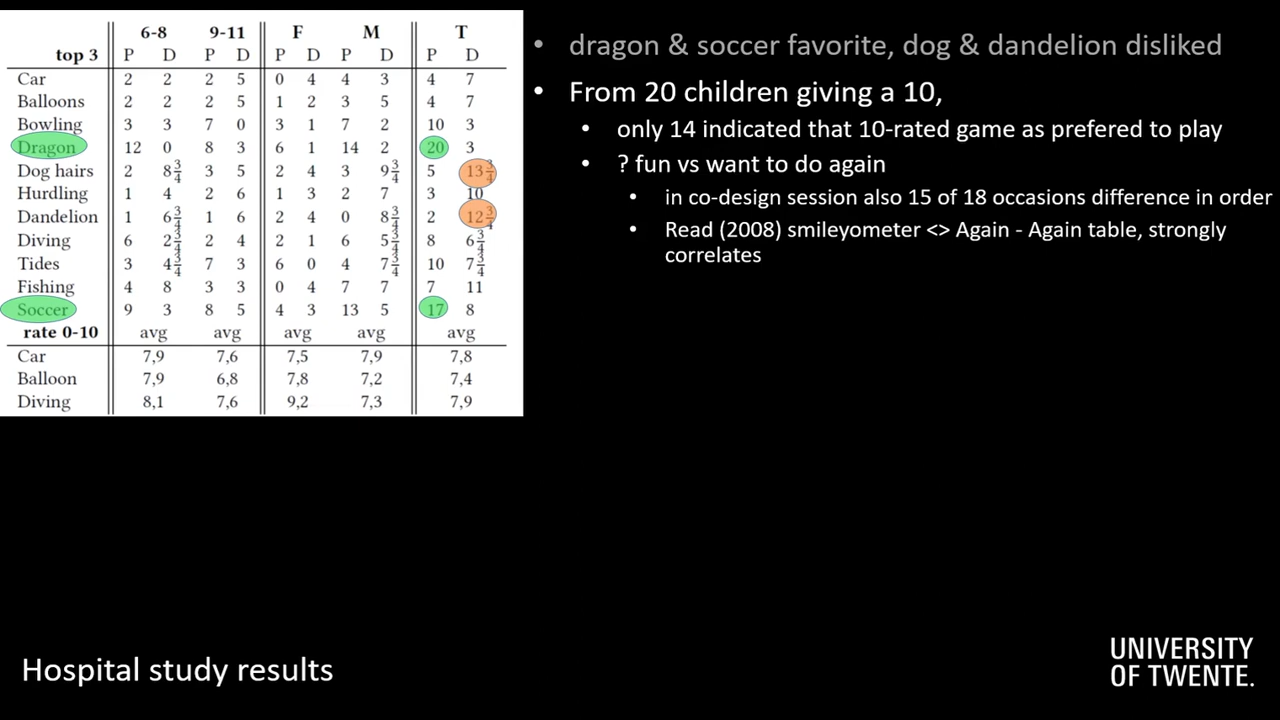 6-8 9-11 F M T
top 3 P D P D P D P D P D
Car 2 2 2 5 0 4 4 3 4 7
Balloons 2 2 2 5 1 2 3 5 4 7
Bowling 3 3 7 0 3 1 7 2 10 3
Dragon 12 0 8 3 6 1 14 2 20 3
Dog hairs 2 8¾ 3 5 2 4 3 9¾ 5 13¾
Hurdling 1 4 2 6 1 3 2 7 3 10
Dandelion 1 6¾ 1 6 2 4 0 8¾ 2 12¾
Diving 6 2¾ 2 4 2 1 6 5¾ 8 6¾
Tides 3 4¾ 7 3 6 0 4 7¾ 10 7¾
Fishing 4 8 3 3 0 4 7 7 7 11
Soccer 9 3 8 5 4 3 13 5 17 8
rate 0-10 avg avg avg avg avg
Car 7,9 7,6 7,5 7,9 7,8
Balloon 7,9 6,8 7,8 7,2 7,4
Diving 8,1 7,6 9,2 7,3 7,9
• dragon & soccer favorite, dog & dandelion disliked
• From 20 children giving a 10,
• only 14 indicated that 10-rated game as prefered to play
• ? fun vs want to do again
• in co-design session also 15 of 18 occasions difference in order
• Read (2008) smileyometer <> Again - Again table, strongly
correlates
Hospital study results
UNIVERSITY
OF TWENTE.